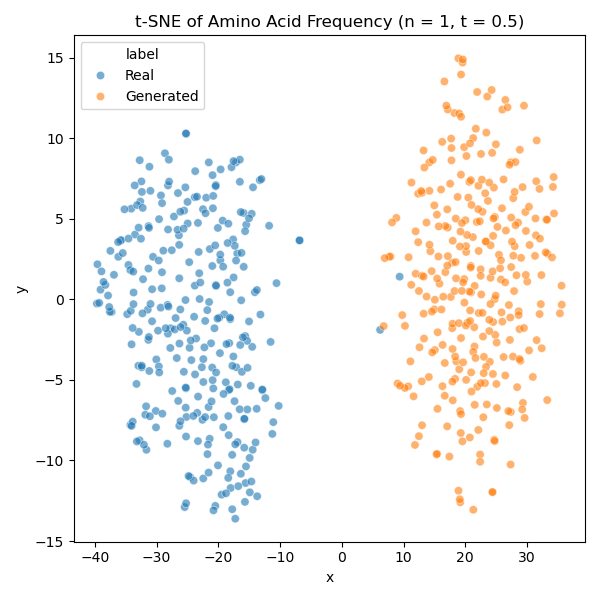 t-SNE of Amino Acid Frequency (n = 1, t = 0.5)
label
Real
Generated
15
10
5
0
−5
−10
−15
y
−40
−30
−20
−10
0
10
20
30
x